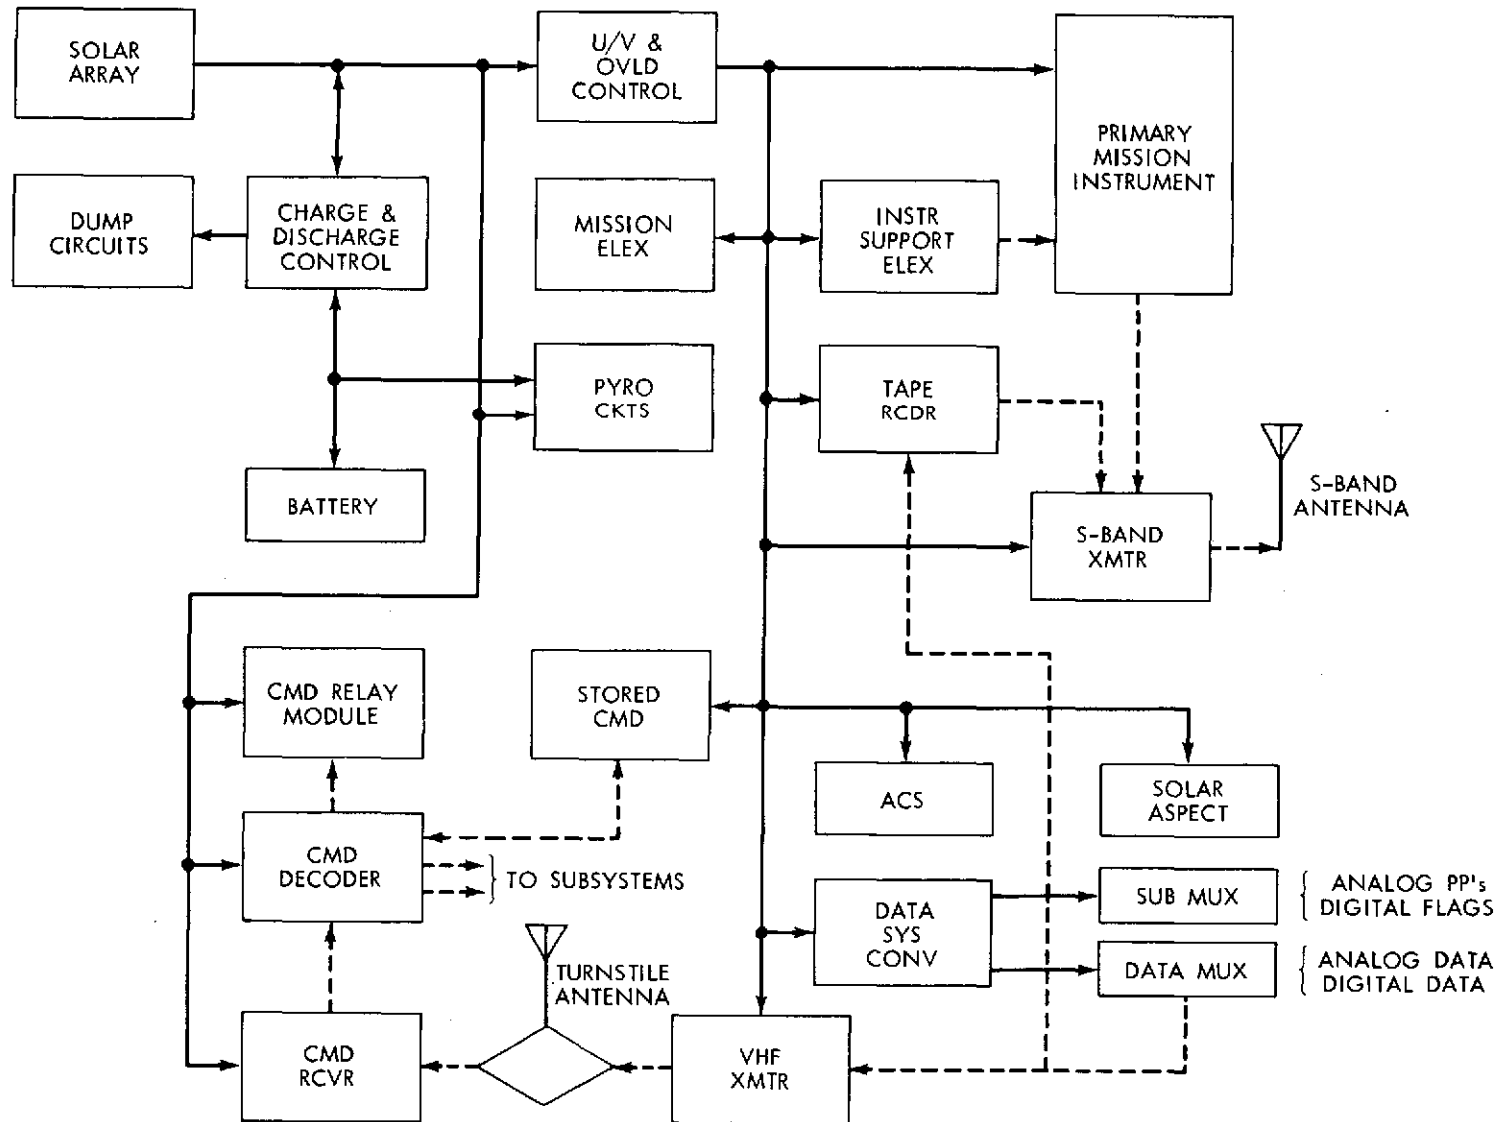 SOLAR
ARRAY
U/V &
OVLD
CONTROL
PRIMARY
MISSION
INSTRUMENT
DUMP
CIRCUITS
CHARGE &
DISCHARGE
CONTROL
MISSION
ELEX
INSTR
SUPPORT
ELEX
PYRO
CKTS
TAPE
RCDR
BATTERY
S-BAND
XMTR
S-BAND
ANTENNA
CMD RELAY
MODULE
STORED
CMD
ACS
SOLAR
ASPECT
CMD
DECODER
TO SUBSYSTEMS
DATA
SYS
CONV
SUB MUX
ANALOG PP's
DIGITAL FLAGS
DATA MUX
ANALOG DATA
DIGITAL DATA
TURNSTILE
ANTENNA
CMD
RCVR
VHF
XMTR